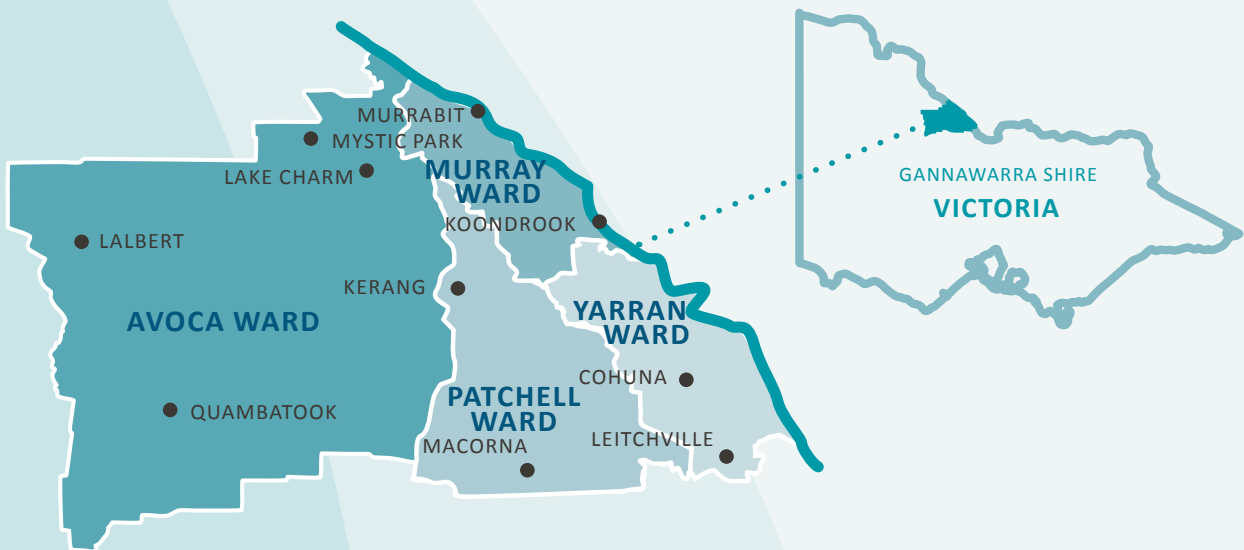 MURRABIT
MYSTIC PARK
LAKE CHARM
MURRAY
WARD
KOONDROOK
LALBERT
KERANG
AVOCA WARD
YARRAN
WARD
COHUNA
PATCHELL
WARD
QUAMBATOOK
LEITCHVILLE
MACORNA
GANNAWARRA SHIRE
VICTORIA